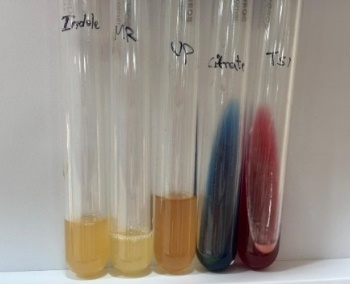 Indole
MR
VP
citrate
TSI